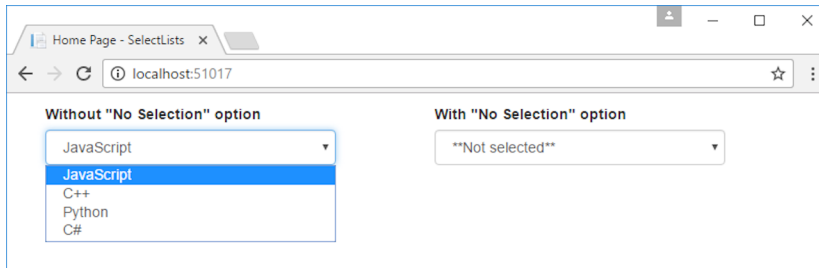 Home Page - SelectLists
localhost:51017
Without "No Selection" option
With "No Selection" option
JavaScript
**Not selected**
JavaScript
C++
Python
C#